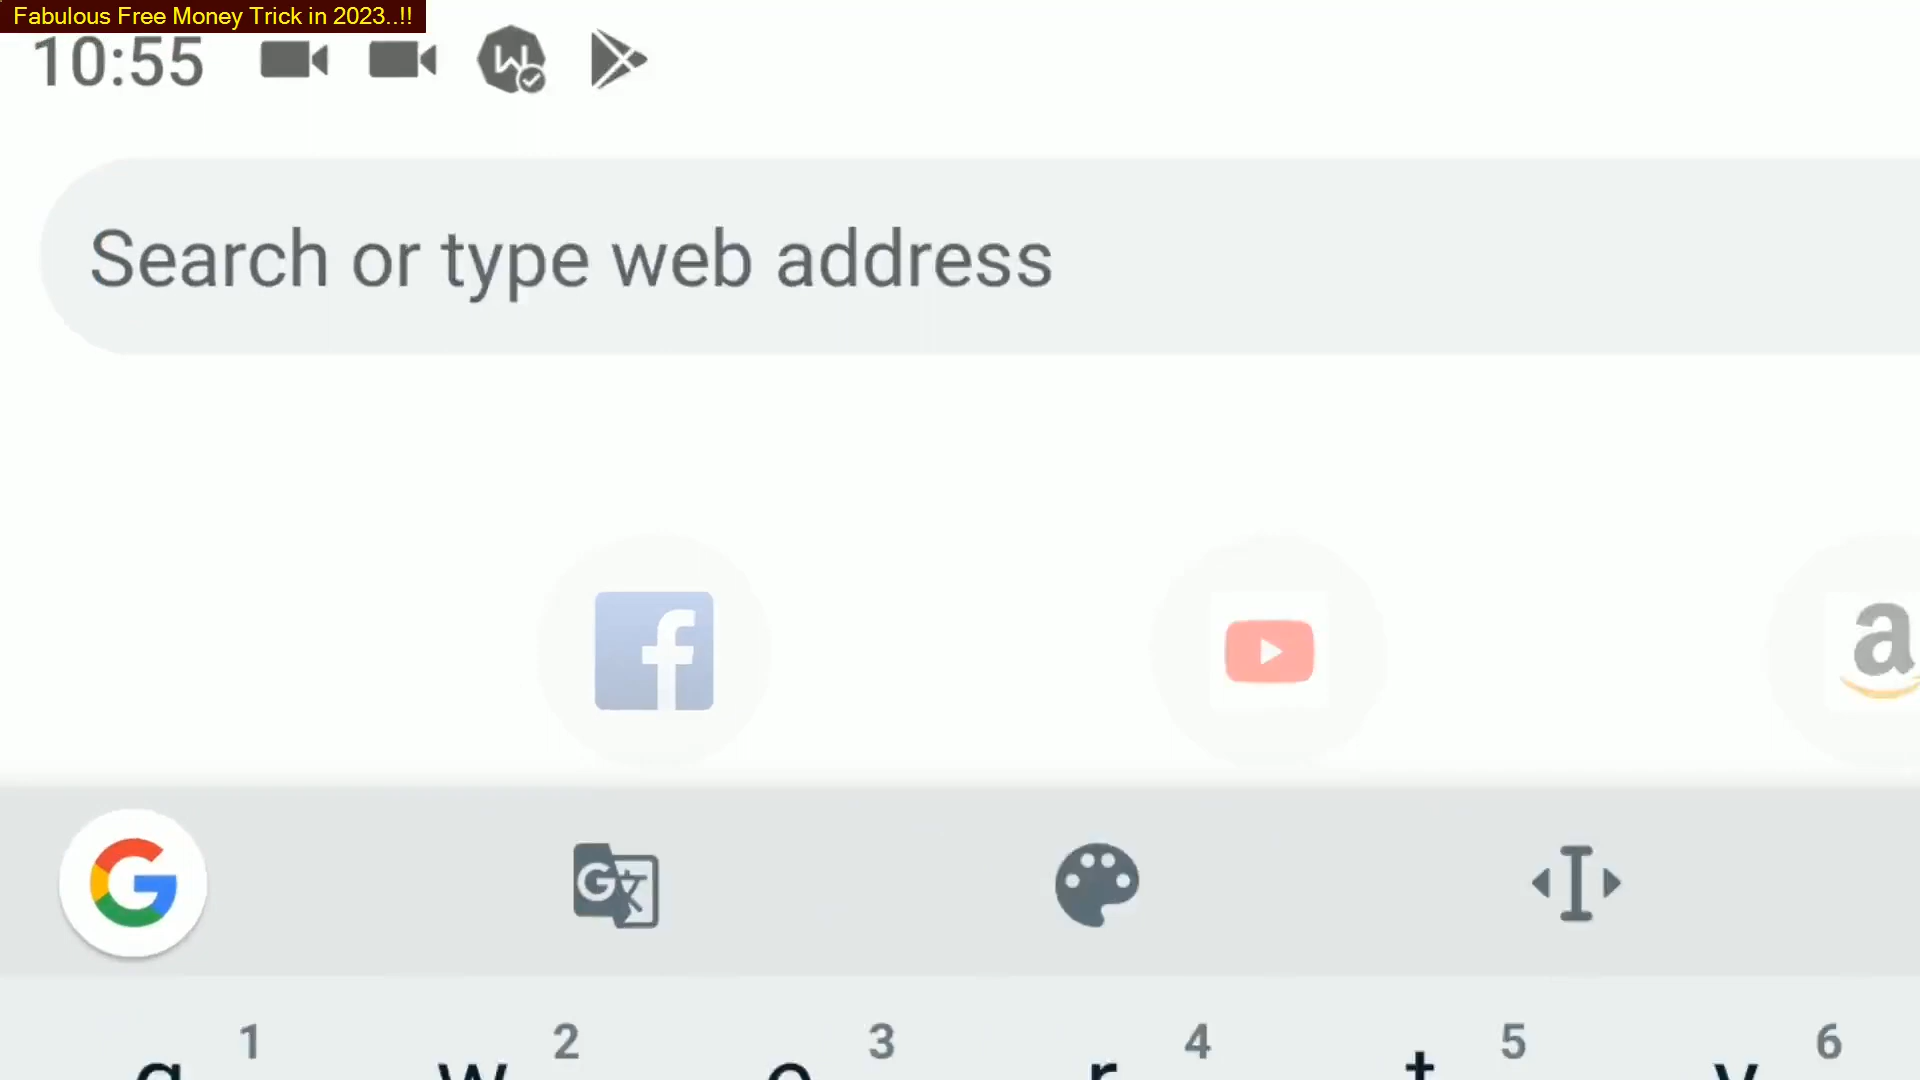 Fabulous Free Money Trick in 2023..!!
10:55
Search or type web address
1 2 3 4 5 6
q w e r t y